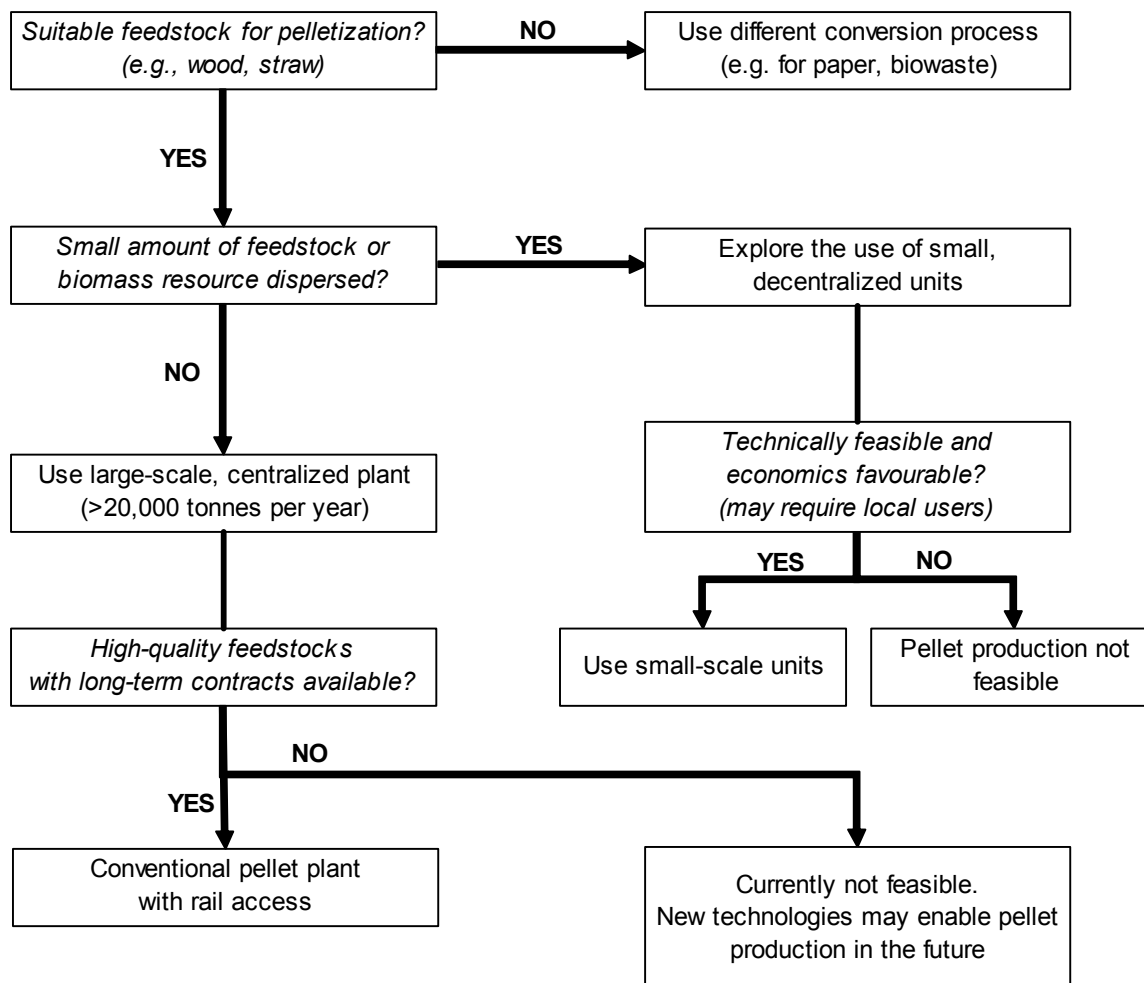 Suitable feedstock for pelletization?
(e.g., wood, straw)
NO
Use different conversion process
(e.g. for paper, biowaste)
YES
Small amount of feedstock or
biomass resource dispersed?
YES
Explore the use of small,
decentralized units
NO
Use large-scale, centralized plant
(>20,000 tonnes per year)
Technically feasible and
economics favourable?
(may require local users)
YES
NO
High-quality feedstocks
with long-term contracts available?
Use small-scale units
Pellet production not
feasible
NO
YES
Conventional pellet plant
with rail access
Currently not feasible.
New technologies may enable pellet
production in the future